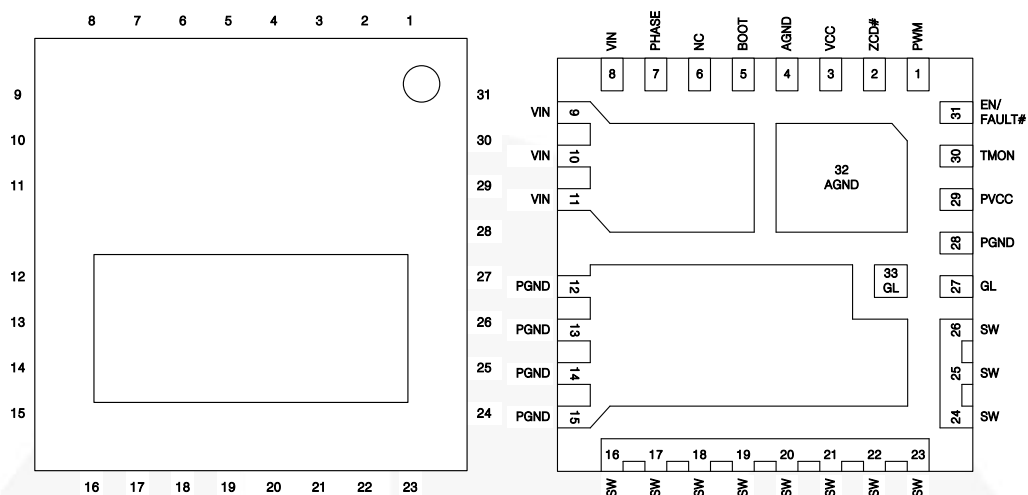 8 7 6 5 4 3 2 1
9
10
11
12
13
14
15
31
30
29
28
27
26
25
24
16 17 18 19 20 21 22 23
VIN
PHASE
NC
BOOT
AGND
VCC
ZCD#
PWM
8 7 6 5 4 3 2 1
VIN 9
VIN 10
VIN 11
PGND 12
PGND 13
PGND 14
PGND 15
32
AGND
33
GL
31 EN/
FAULT#
30 TMON
29 PVCC
28 PGND
27 GL
26 SW
25 SW
24 SW
16 17 18 19 20 21 22 23
SW SW SW SW SW SW SW SW